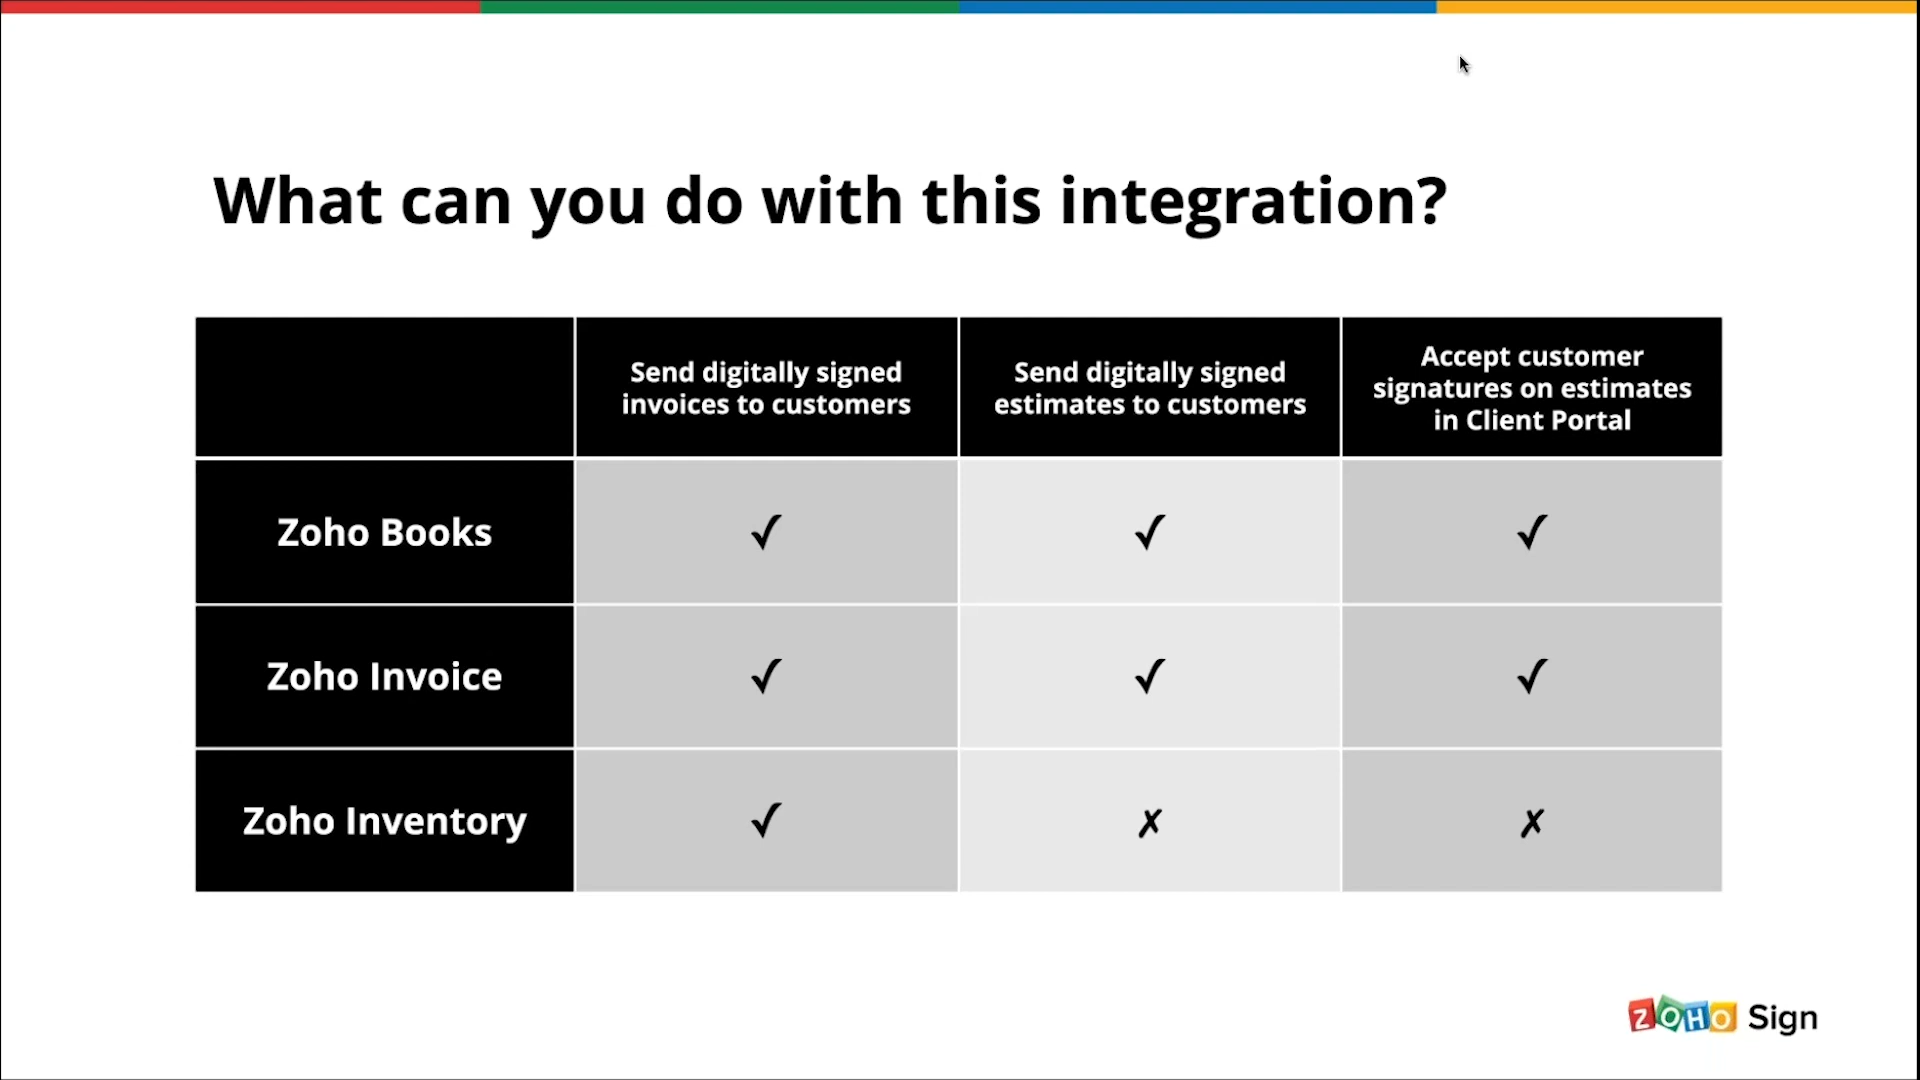 What can you do with this integration?
Send digitally signed
invoices to customers
Send digitally signed
estimates to customers
Accept customer
signatures on estimates
in Client Portal
Zoho Books ✓ ✓ ✓
Zoho Invoice ✓ ✓ ✓
Zoho Inventory ✓ ✗ ✗
ZOHO Sign